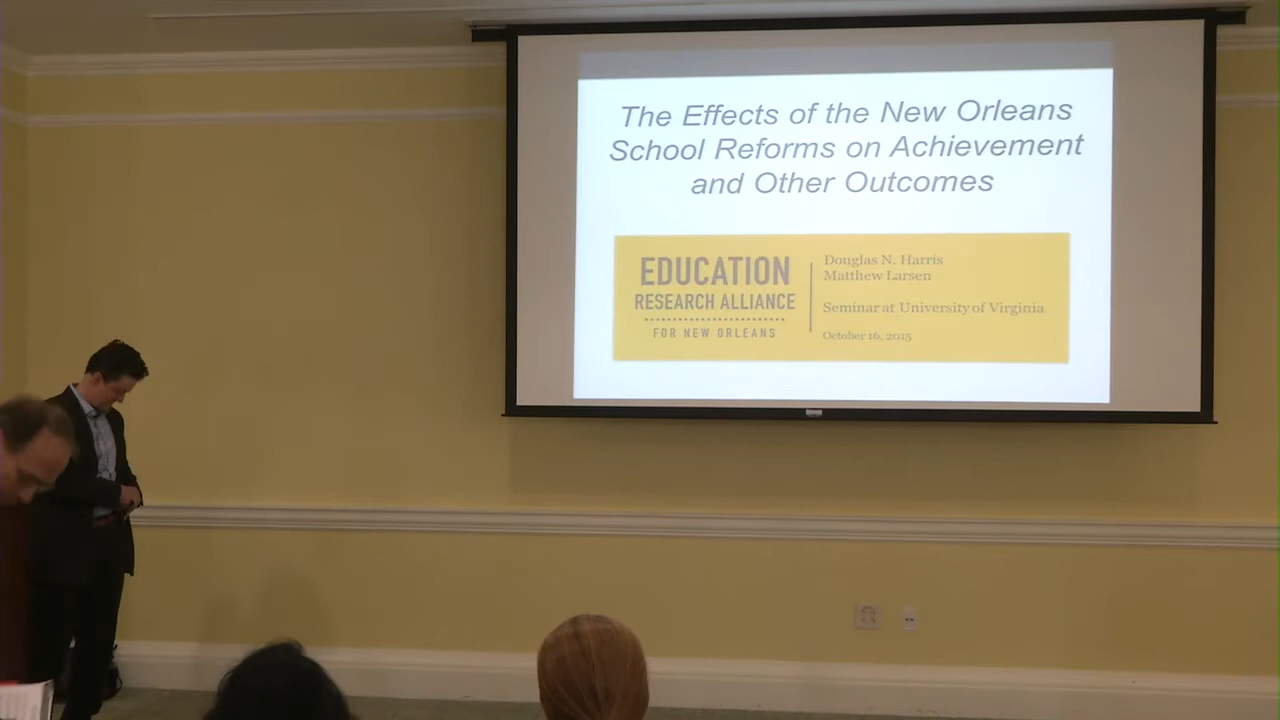 The Effects of the New Orleans
School Reforms on Achievement
and Other Outcomes
EDUCATION
RESEARCH ALLIANCE
FOR NEW ORLEANS
Douglas N. Harris
Matthew Larsen
Seminar at University of Virginia
October 16, 2015